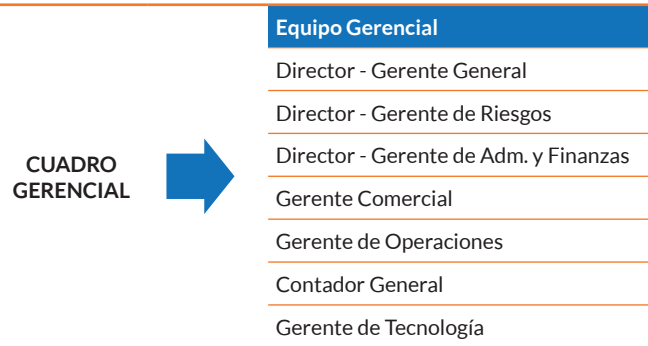 Equipo Gerencial
Director - Gerente General
Director - Gerente de Riesgos
Director - Gerente de Adm. y Finanzas
CUADRO
GERENCIAL
Gerente Comercial
Gerente de Operaciones
Contador General
Gerente de Tecnología